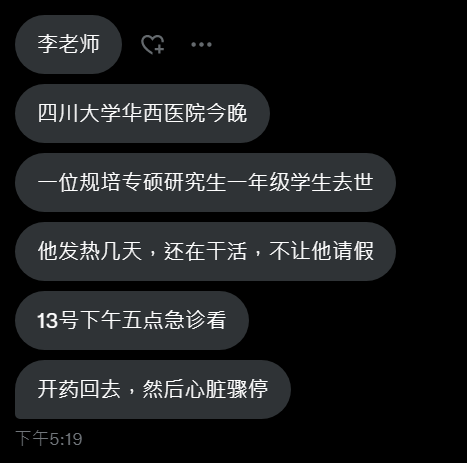 李老师
四川大学华西医院今晚
一位规培专硕研究生一年级学生去世
他发热几天，还在干活，不让他请假
13号下午五点急诊看
开药回去，然后心脏骤停
下午5:19